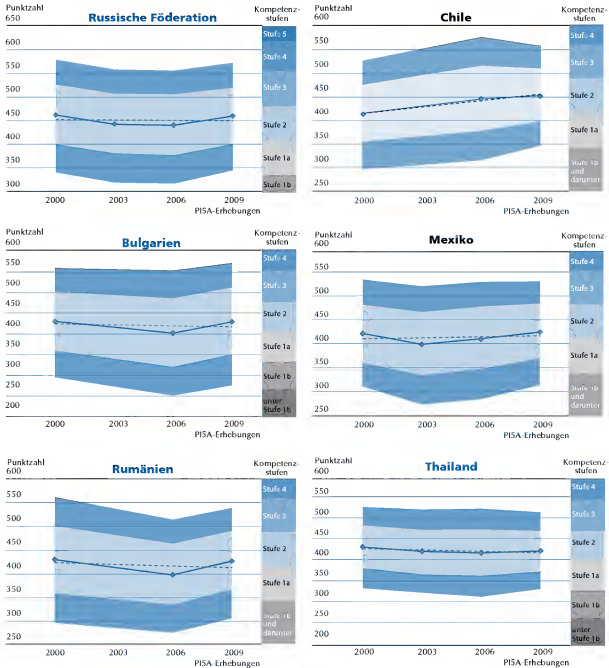 Punktzahl
650
Russische Föderation
Kompetenz-
stufen
600
550
500
450
400
350
300
Stufe 5
Stufe 4
Stufe 3
Stufe 2
Stufe 1a
Stufe 1b
2000 2003 2006 2009
PISA-Erhebungen
Punktzahl
600
Chile
Kompetenz-
stufen
550
500
450
400
350
300
250
Stufe 4
Stufe 3
Stufe 2
Stufe 1a
Stufe 1b
und
darunter
2000 2003 2006 2009
PISA-Erhebungen
Punktzahl
600
Bulgarien
Kompetenz-
stufen
550
500
450
400
350
300
250
200
Stufe 4
Stufe 3
Stufe 2
Stufe 1a
Stufe 1b
unter
Stufe 1b
2000 2003 2006 2009
PISA-Erhebungen
Punktzahl
600
Mexiko
Kompetenz-
stufen
550
500
450
400
350
300
250
Stufe 4
Stufe 3
Stufe 2
Stufe 1a
Stufe 1b
und
darunter
2000 2003 2006 2009
PISA-Erhebungen
Punktzahl
600
Rumänien
Kompetenz-
stufen
550
500
450
400
350
300
250
Stufe 4
Stufe 3
Stufe 2
Stufe 1a
Stufe 1b
und
darunter
2000 2003 2006 2009
PISA-Erhebungen
Punktzahl
600
Thailand
Kompetenz-
stufen
550
500
450
400
350
300
250
200
Stufe 4
Stufe 3
Stufe 2
Stufe 1a
Stufe 1b
unter
Stufe 1b
2000 2003 2006 2009
PISA-Erhebungen